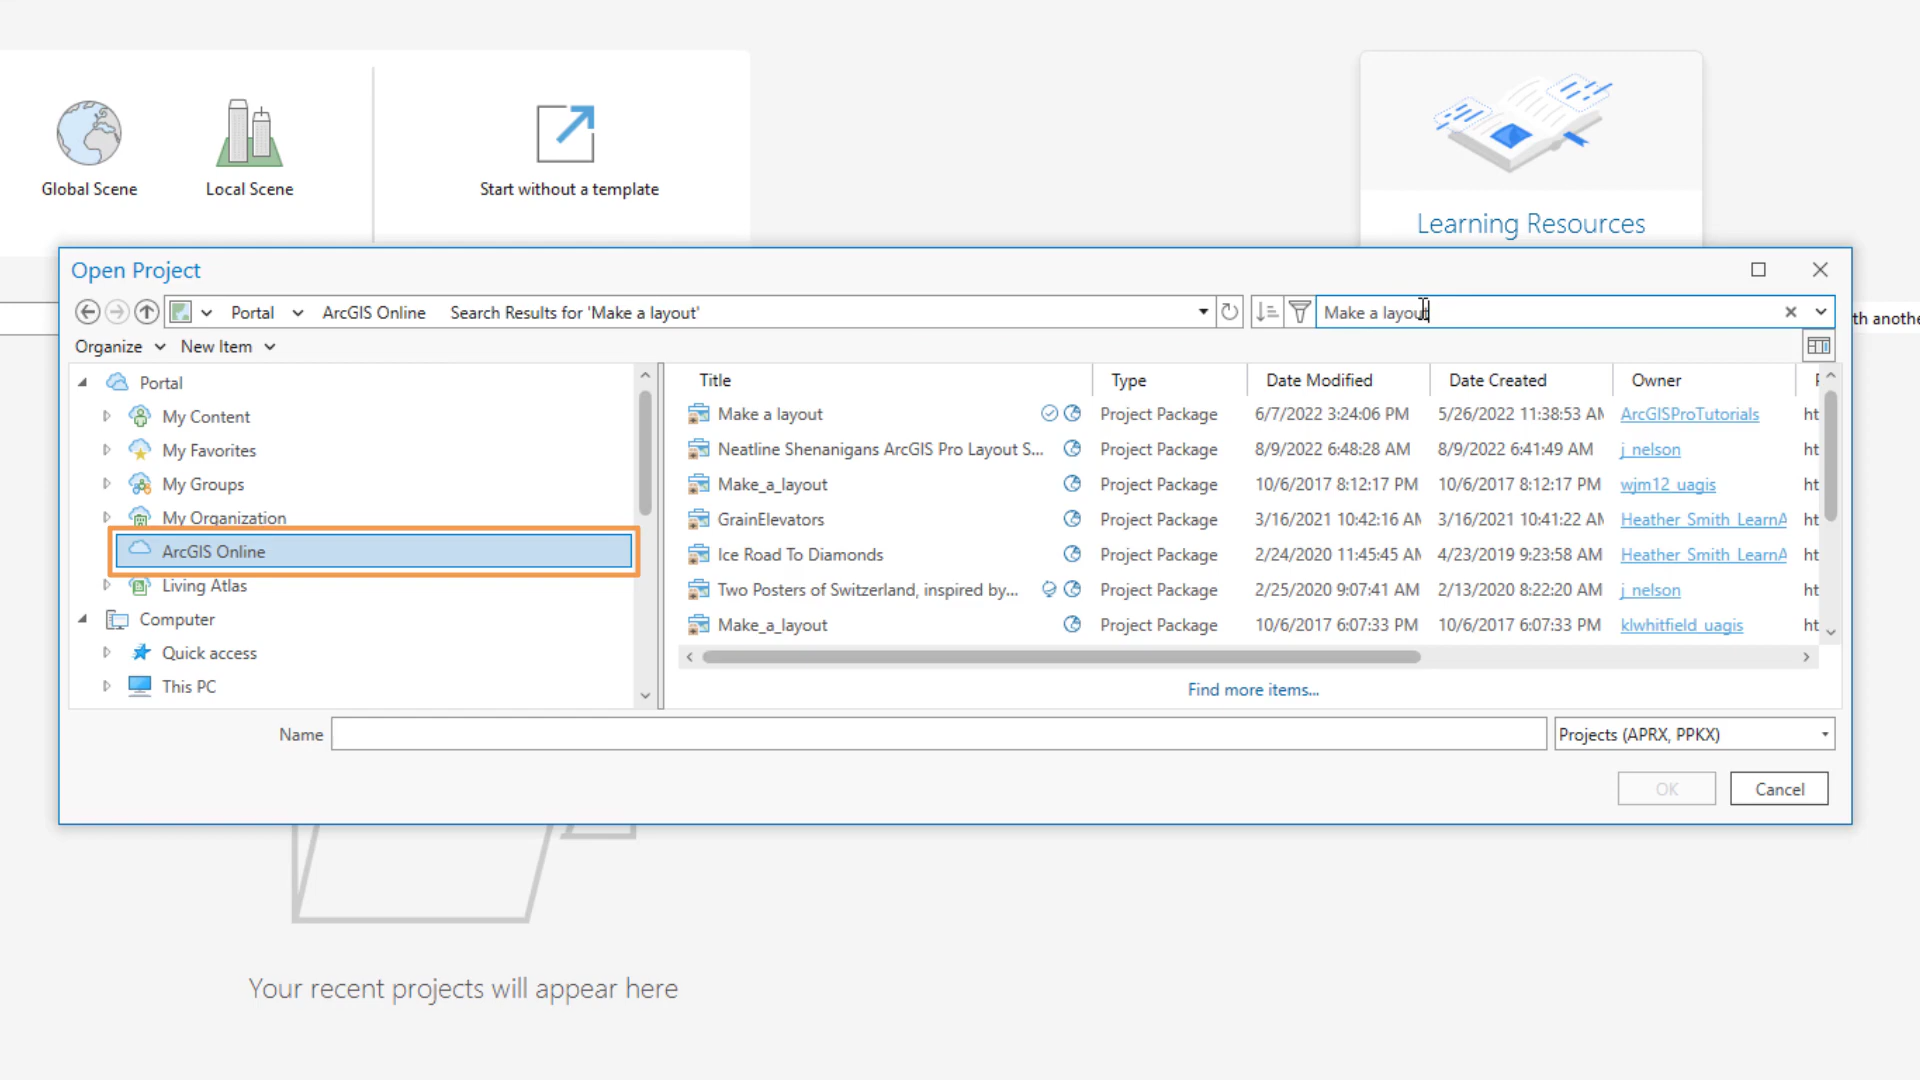 Global Scene
Local Scene
Start without a template
Learning Resources
Open Project
Portal
ArcGIS Online
Search Results for 'Make a layout'
Make a layout
th anothe
Organize
New Item
Portal
My Content
My Favorites
My Groups
My Organization
ArcGIS Online
Living Atlas
Computer
Quick access
This PC
Title Type Date Modified Date Created Owner
Make a layout Project Package 6/7/2022 3:24:06 PM 5/26/2022 11:38:53 AM ArcGISProTutorials ht
Neatline Shenanigans ArcGIS Pro Layout S... Project Package 8/9/2022 6:48:28 AM 8/9/2022 6:41:49 AM j_nelson ht
Make_a_layout Project Package 10/6/2017 8:12:17 PM 10/6/2017 8:12:17 PM wjm12_uagis ht
GrainElevators Project Package 3/16/2021 10:42:16 AM 3/16/2021 10:41:22 AM Heather_Smith_LearnA ht
Ice Road To Diamonds Project Package 2/24/2020 11:45:45 AM 4/23/2019 9:23:58 AM Heather_Smith_LearnA ht
Two Posters of Switzerland, inspired by... Project Package 2/25/2020 9:07:41 AM 2/13/2020 8:22:20 AM j_nelson ht
Make_a_layout Project Package 10/6/2017 6:07:33 PM 10/6/2017 6:07:33 PM klwhitfield_uagis ht
Find more items...
Name
Projects (APRX, PPKX)
OK
Cancel
Your recent projects will appear here